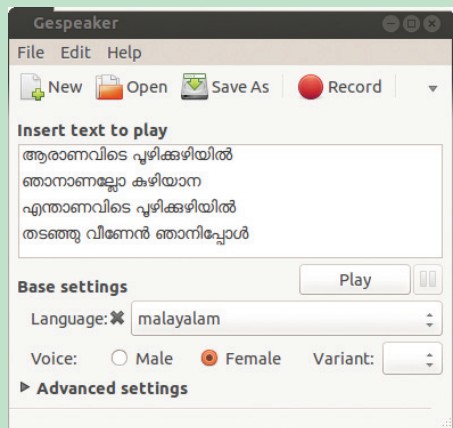 Gespeaker
File Edit Help
New Open Save As Record
Insert text to play
ആരാണവിടെ പൂഴിക്കുഴിയിൽ
ഞാനാണല്ലോ കുഴിയാന
എന്താണവിടെ പൂഴിക്കുഴിയിൽ
തടഞ്ഞു വീണേൻ ഞാനിപ്പോൾ
Play
Base settings
Language: malayalam
Voice: Male Female Variant:
Advanced settings